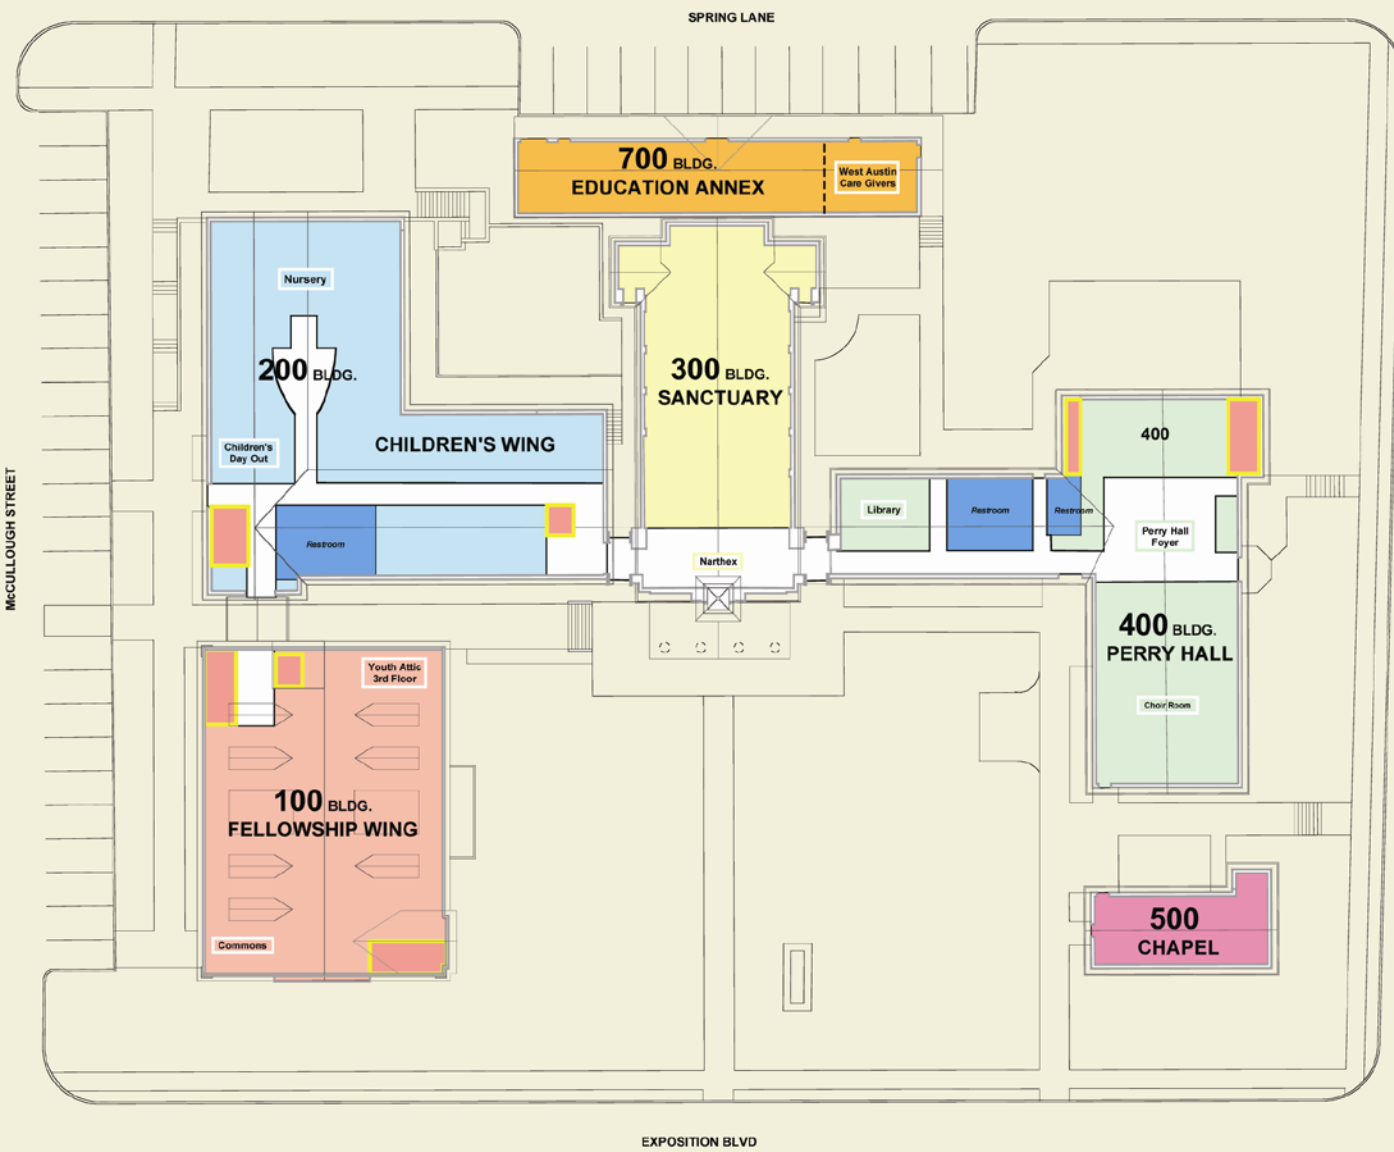 SPRING LANE
700 BLDG.
EDUCATION ANNEX
West Austin
Care Givers
Nursery
200 BLDG.
300 BLDG.
SANCTUARY
Children's
Day Out
CHILDREN'S WING
400
McCULLOUGH STREET
Restroom
Library
Restroom
Restroom
Perry Hall
Foyer
Narthex
400 BLDG.
PERRY HALL
Youth Attic
3rd Floor
Choir Room
100 BLDG.
FELLOWSHIP WING
Commons
500
CHAPEL
EXPOSITION BLVD